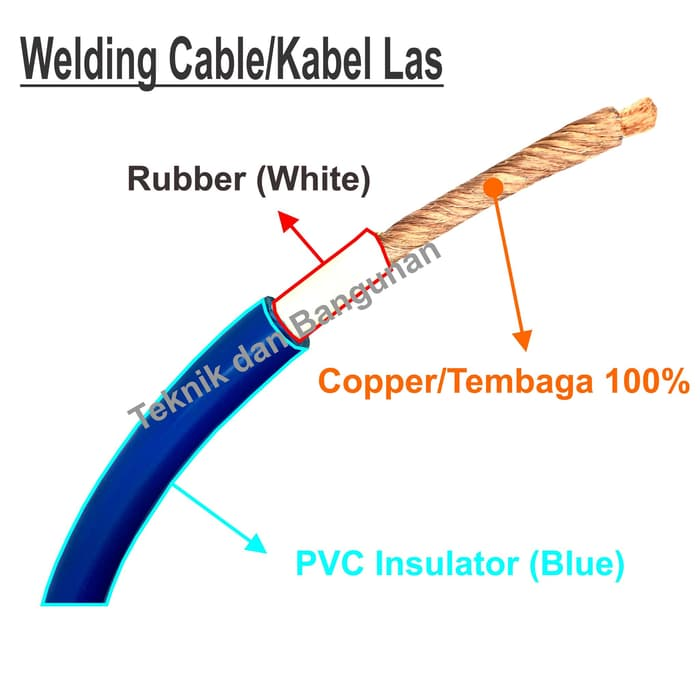 Welding Cable/Kabel Las
Rubber (White)
Teknik dan Bangunan
Copper/Tembaga 100%
PVC Insulator (Blue)